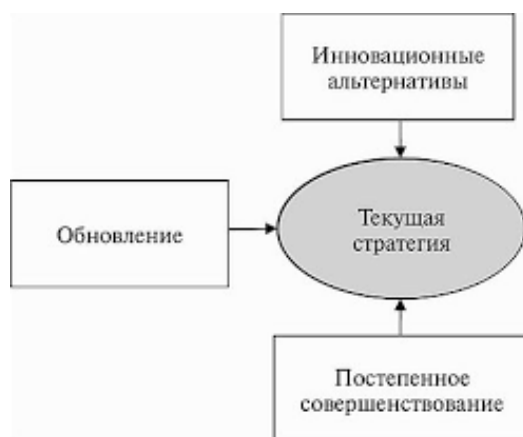 Инновационные
альтернативы
Обновление
Текущая
стратегия
Постепенное
совершенствование